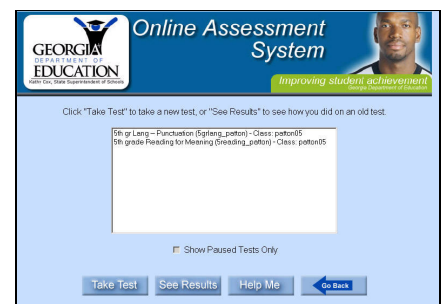 GEORGIA
DEPARTMENT OF
EDUCATION
Kathy Cox, State Superintendent of Schools
Online Assessment
System
Improving student achievement
Georgia Department of Education
Click "Take Test" to take a new test, or "See Results" to see how you did on an old test.
5th gr Lang -- Punctuation (5grlang_patton) - Class: patton05
5th grade Reading for Meaning (5reading_patton) - Class: patton05
Show Paused Tests Only
Take Test
See Results
Help Me
Go Back